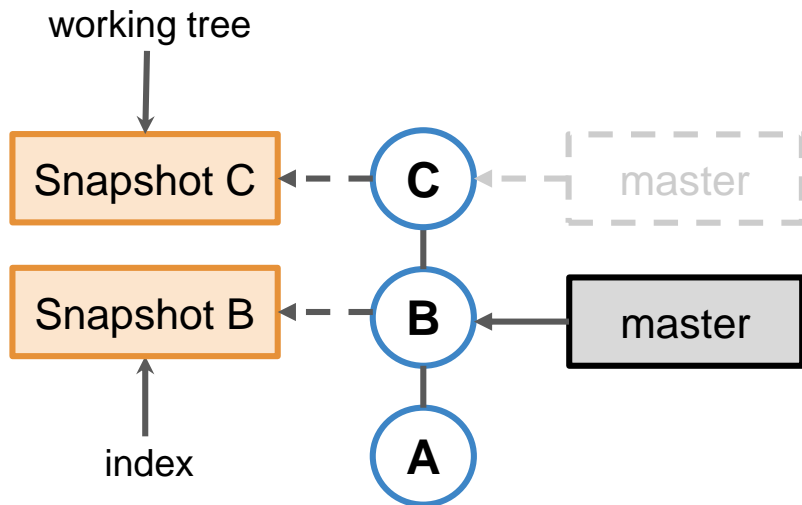 working tree
Snapshot C
C
master
Snapshot B
B
master
index
A